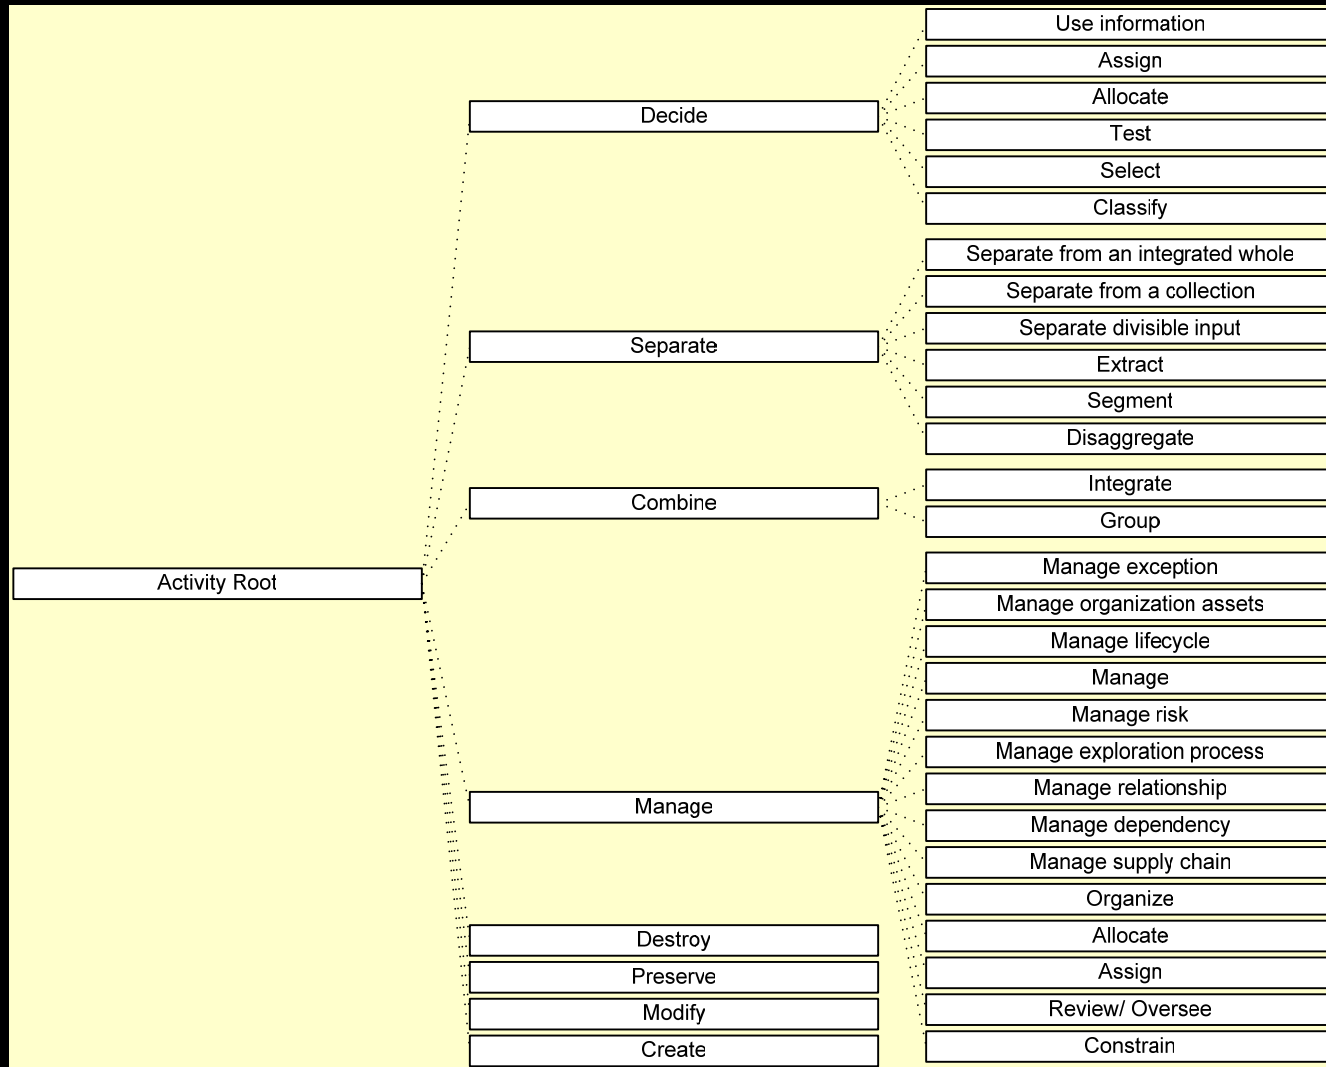 Use information
Assign
Allocate
Decide
Test
Select
Classify
Separate from an integrated whole
Separate from a collection
Separate divisible input
Separate
Extract
Segment
Disaggregate
Integrate
Combine
Group
Manage exception
Activity Root
Manage organization assets
Manage lifecycle
Manage
Manage risk
Manage exploration process
Manage relationship
Manage
Manage dependency
Manage supply chain
Organize
Allocate
Destroy
Assign
Preserve
Review/ Oversee
Modify
Constrain
Create